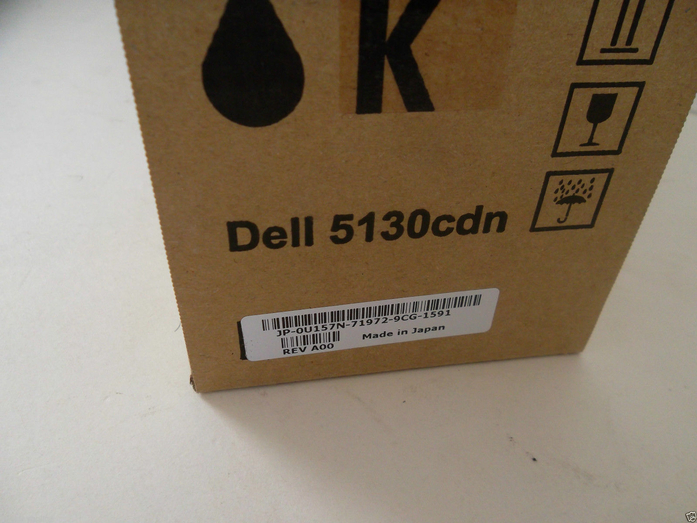 K
Dell 5130cdn
JP-0U157N-71972-9CG-1591
Made in Japan
REV A00